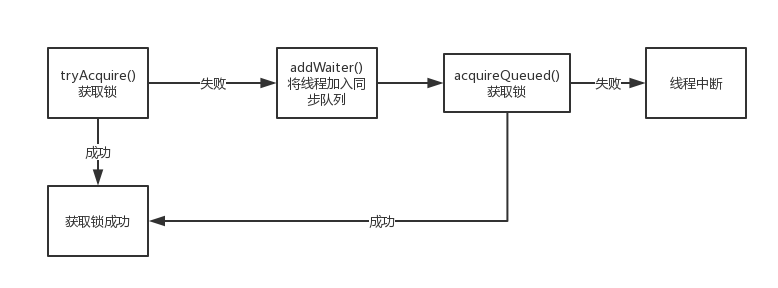 tryAcquire()
获取锁
失败
addWaiter()
将线程加入同
步队列
acquireQueued()
获取锁
失败
线程中断
成功
获取锁成功
成功